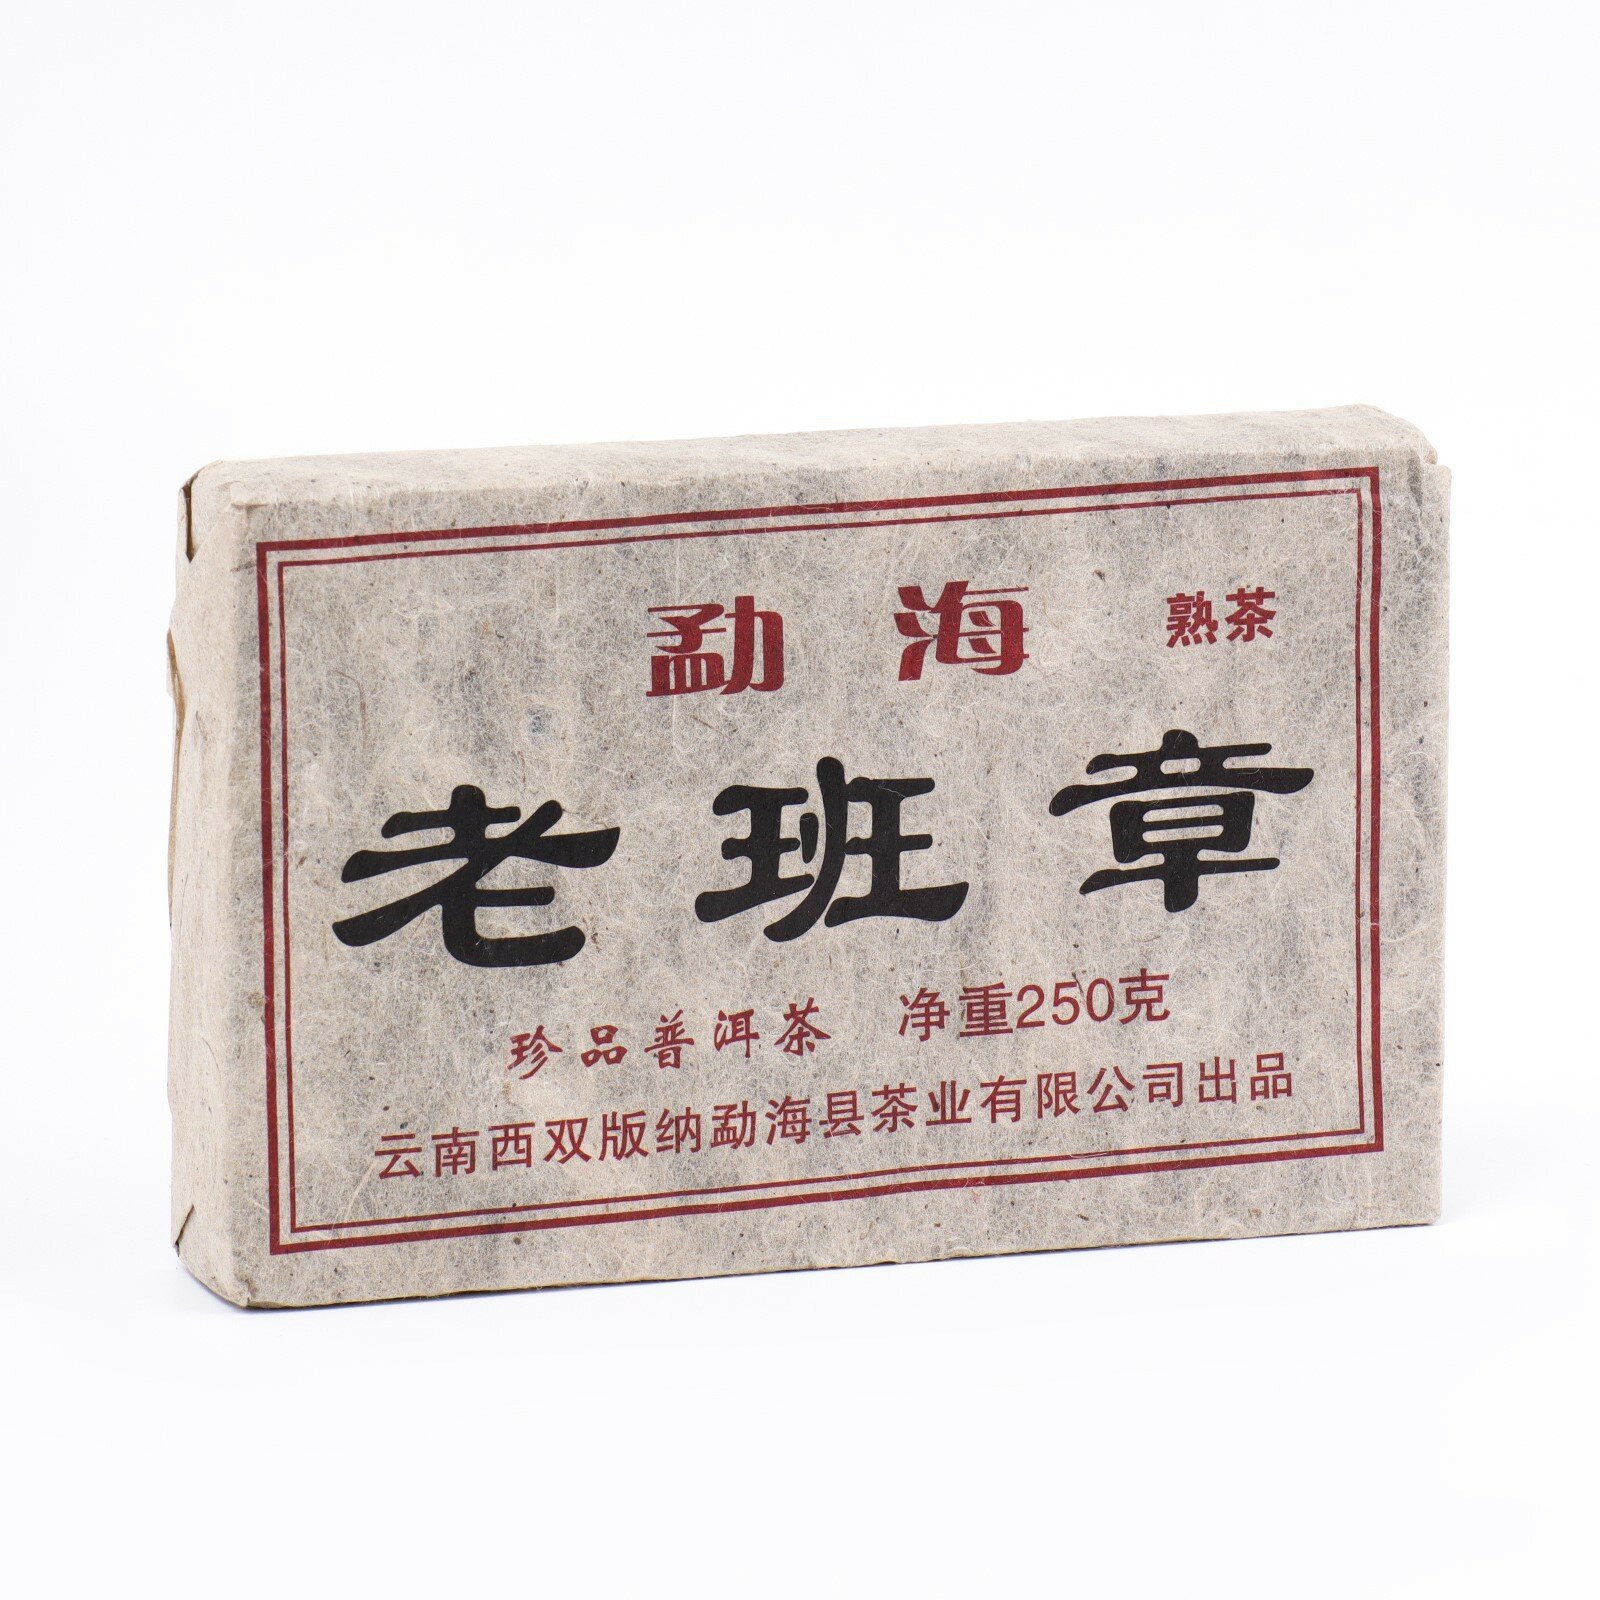 勐海 熟茶
老班章
珍品普洱茶 净重250克
云南西双版纳勐海县茶业有限公司出品